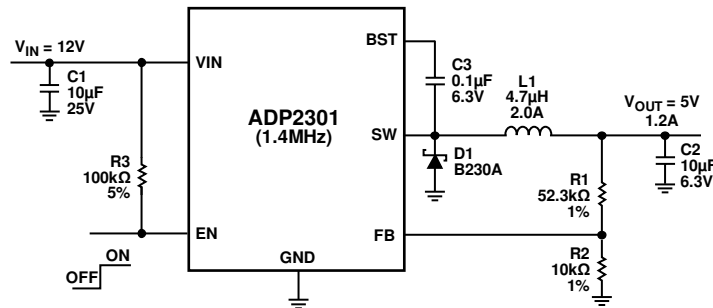 V_IN = 12V
C1
10µF
25V
R3
100kΩ
5%
ON
OFF
VIN
EN
ADP2301
(1.4MHz)
GND
BST
SW
FB
C3
0.1µF
6.3V
L1
4.7µH
2.0A
D1
B230A
V_OUT = 5V
1.2A
C2
10µF
6.3V
R1
52.3kΩ
1%
R2
10kΩ
1%